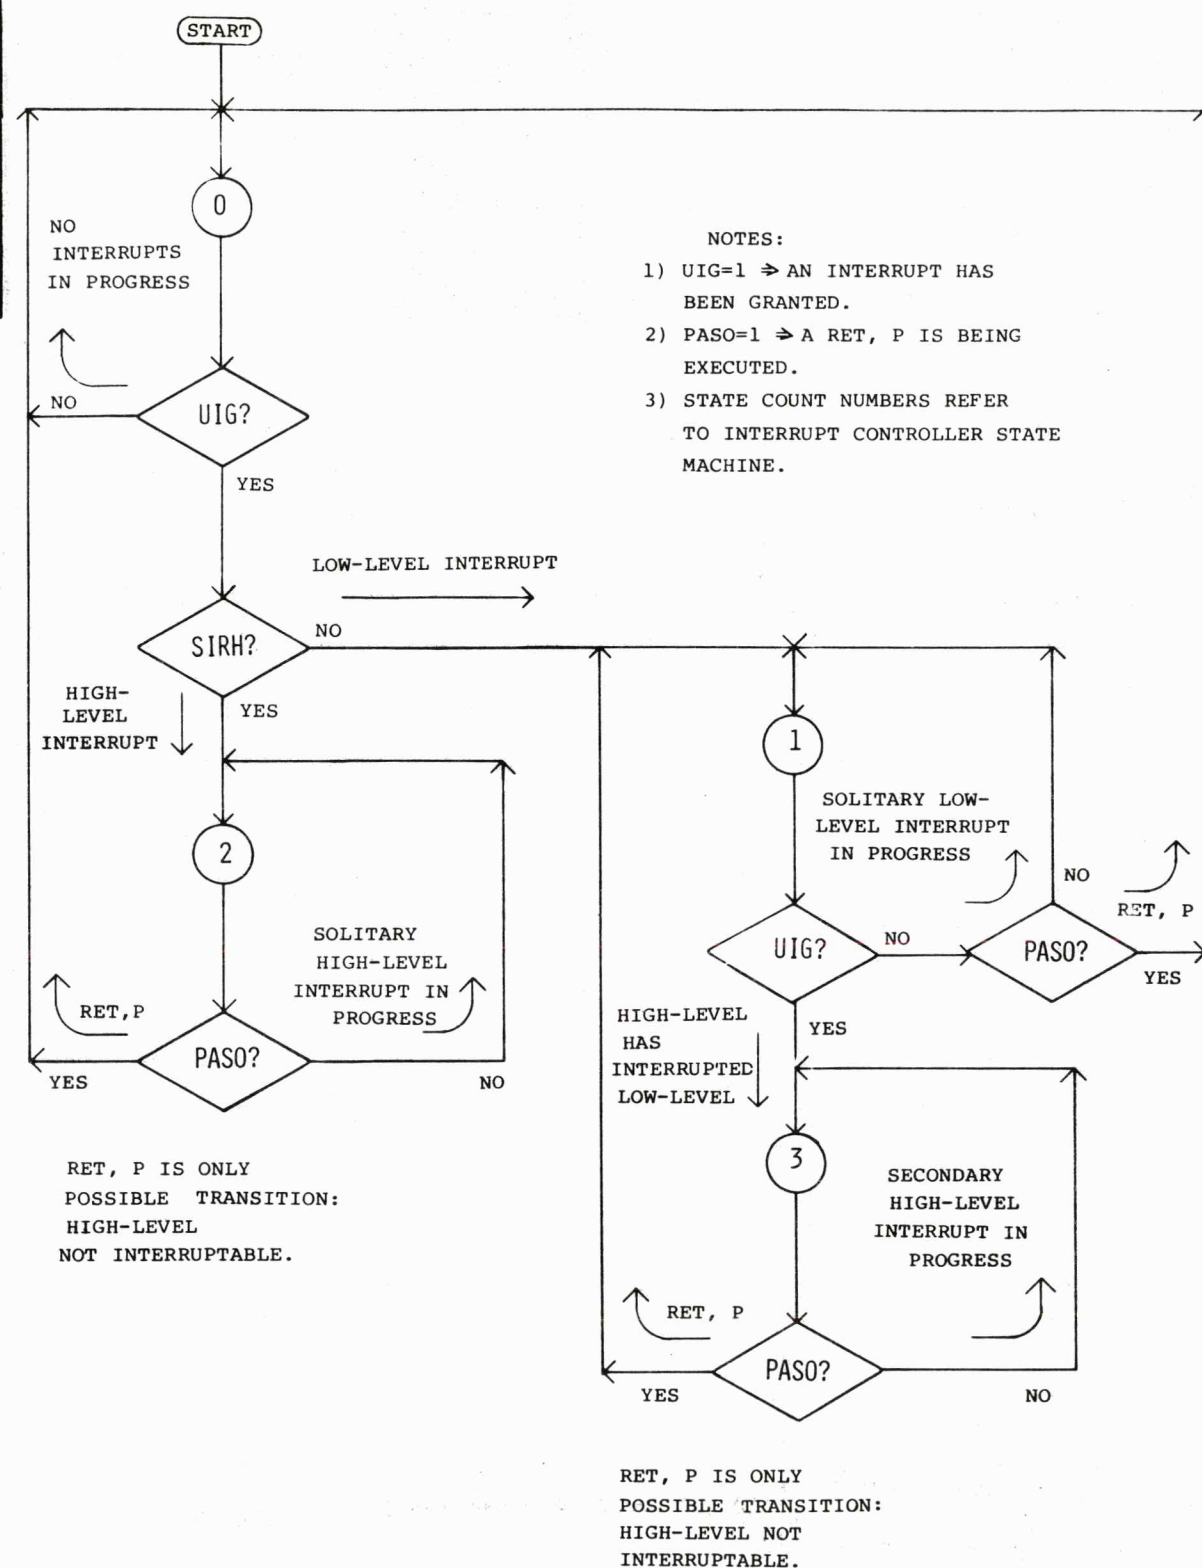 START
0
NO
INTERRUPTS
IN PROGRESS
NOTES:
1) UIG=1 ⇒ AN INTERRUPT HAS
BEEN GRANTED.
2) PASO=1 ⇒ A RET, P IS BEING
EXECUTED.
3) STATE COUNT NUMBERS REFER
TO INTERRUPT CONTROLLER STATE
MACHINE.
NO
UIG?
YES
LOW-LEVEL INTERRUPT
SIRH?
NO
HIGH-
LEVEL
INTERRUPT
YES
1
2
SOLITARY LOW-
LEVEL INTERRUPT
IN PROGRESS
NO
RET, P
UIG?
NO
PASO?
YES
SOLITARY
HIGH-LEVEL
INTERRUPT IN
PROGRESS
RET,P
PASO?
YES
NO
HIGH-LEVEL
HAS
INTERRUPTED
LOW-LEVEL
YES
3
SECONDARY
HIGH-LEVEL
INTERRUPT IN
PROGRESS
RET, P IS ONLY
POSSIBLE TRANSITION:
HIGH-LEVEL
NOT INTERRUPTABLE.
RET, P
PASO?
YES
NO
RET, P IS ONLY
POSSIBLE TRANSITION:
HIGH-LEVEL NOT
INTERRUPTABLE.